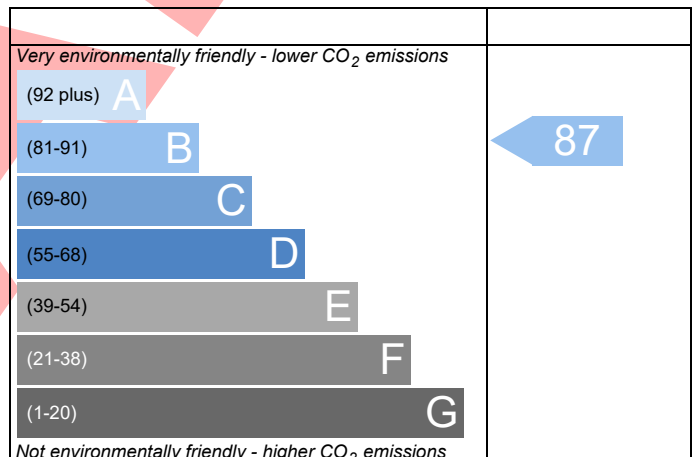 Very environmentally friendly - lower CO₂ emissions
(92 plus) A
(81-91) B
87
(69-80) C
(55-68) D
(39-54) E
(21-38) F
(1-20) G
Not environmentally friendly - higher CO₂ emissions